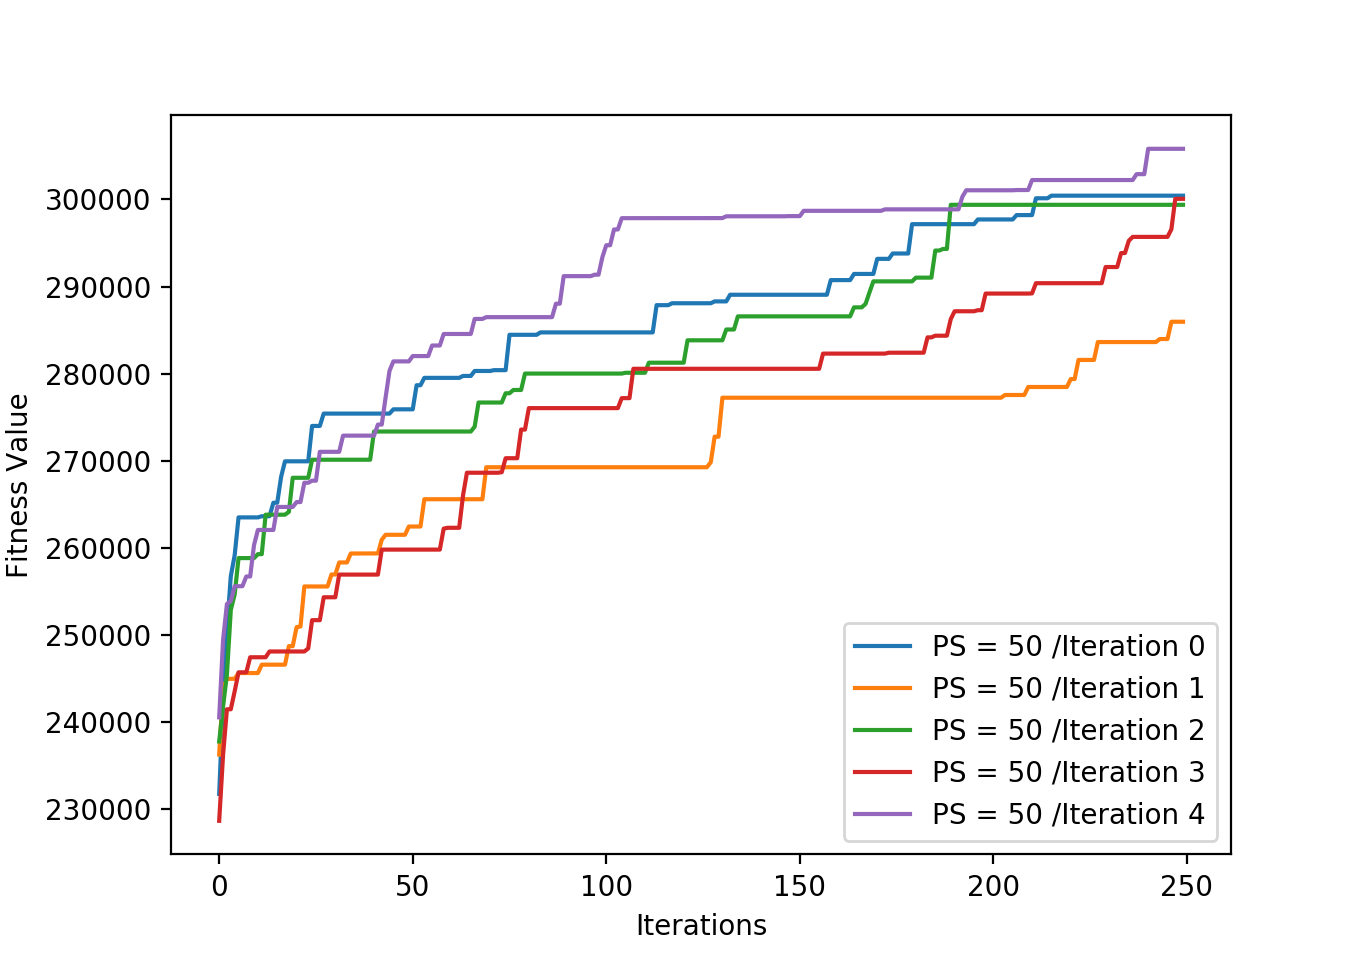 300000
290000
280000
270000
260000
250000
240000
230000
Fitness Value
0 50 100 150 200 250
Iterations
PS = 50 /Iteration 0
PS = 50 /Iteration 1
PS = 50 /Iteration 2
PS = 50 /Iteration 3
PS = 50 /Iteration 4